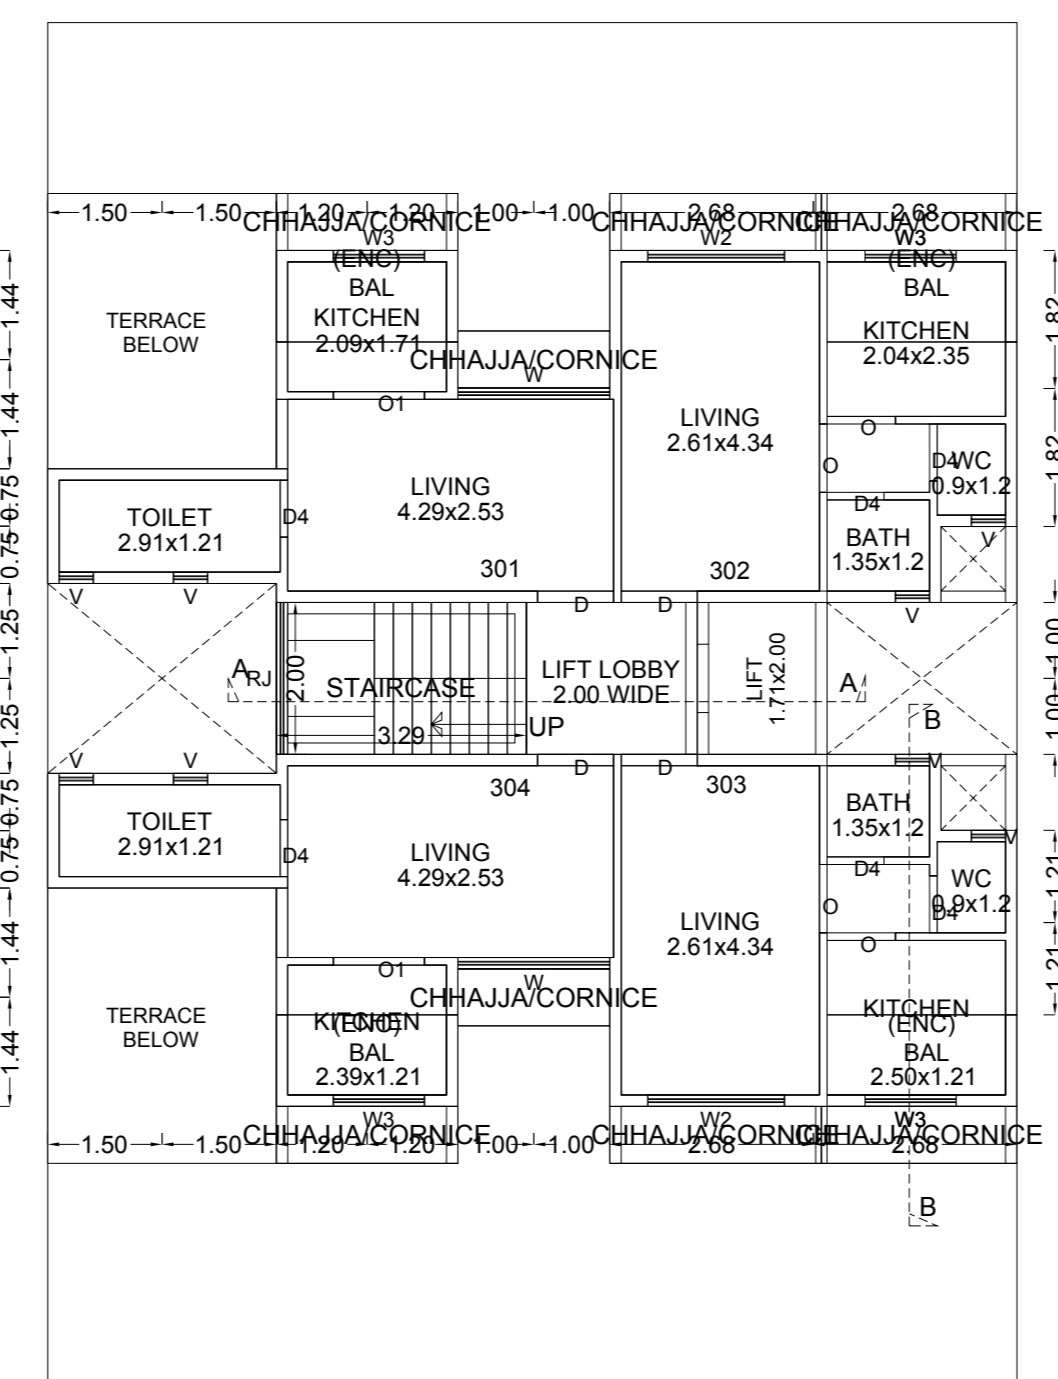 1.50 1.50 1.20 1.20 1.00 1.00 2.68 2.68
CHHAJJA/CORNICE CHHAJJA/CORNICE CHHAJJA/CORNICE
W3 W2 W3
(ENC) (ENC)
BAL BAL
KITCHEN
2.09x1.71
KITCHEN
2.04x2.35
TERRACE
BELOW
CHHAJJA/CORNICE
W
O1
LIVING
2.61x4.34
O
O
D4
WC
0.9x1.2
D4
LIVING
4.29x2.53
TOILET
2.91x1.21
D4
BATH
1.35x1.2
V
301
302
V V
D D
V
A
RJ
2.00
STAIRCASE
3.29
UP
LIFT LOBBY
2.00 WIDE
LIFT
1.71x2.00
A
B
V V
D D
V
304
303
TOILET
2.91x1.21
D4
BATH
1.35x1.2
V
LIVING
4.29x2.53
D4
WC
0.9x1.2
D4
O
LIVING
2.61x4.34
O
O1
W
CHHAJJA/CORNICE
TERRACE
BELOW
KITCHEN
(ENC)
BAL
2.39x1.21
KITCHEN
(ENC)
BAL
2.50x1.21
W3 W2 W3
CHHAJJA/CORNICE CHHAJJA/CORNICE CHHAJJA/CORNICE
1.50 1.50 1.20 1.20 1.00 1.00 2.68 2.68
B
1.44
1.44
0.75
0.75
1.25
1.25
0.75
0.75
1.44
1.44
1.82
1.82
1.00
1.00
1.21
1.21